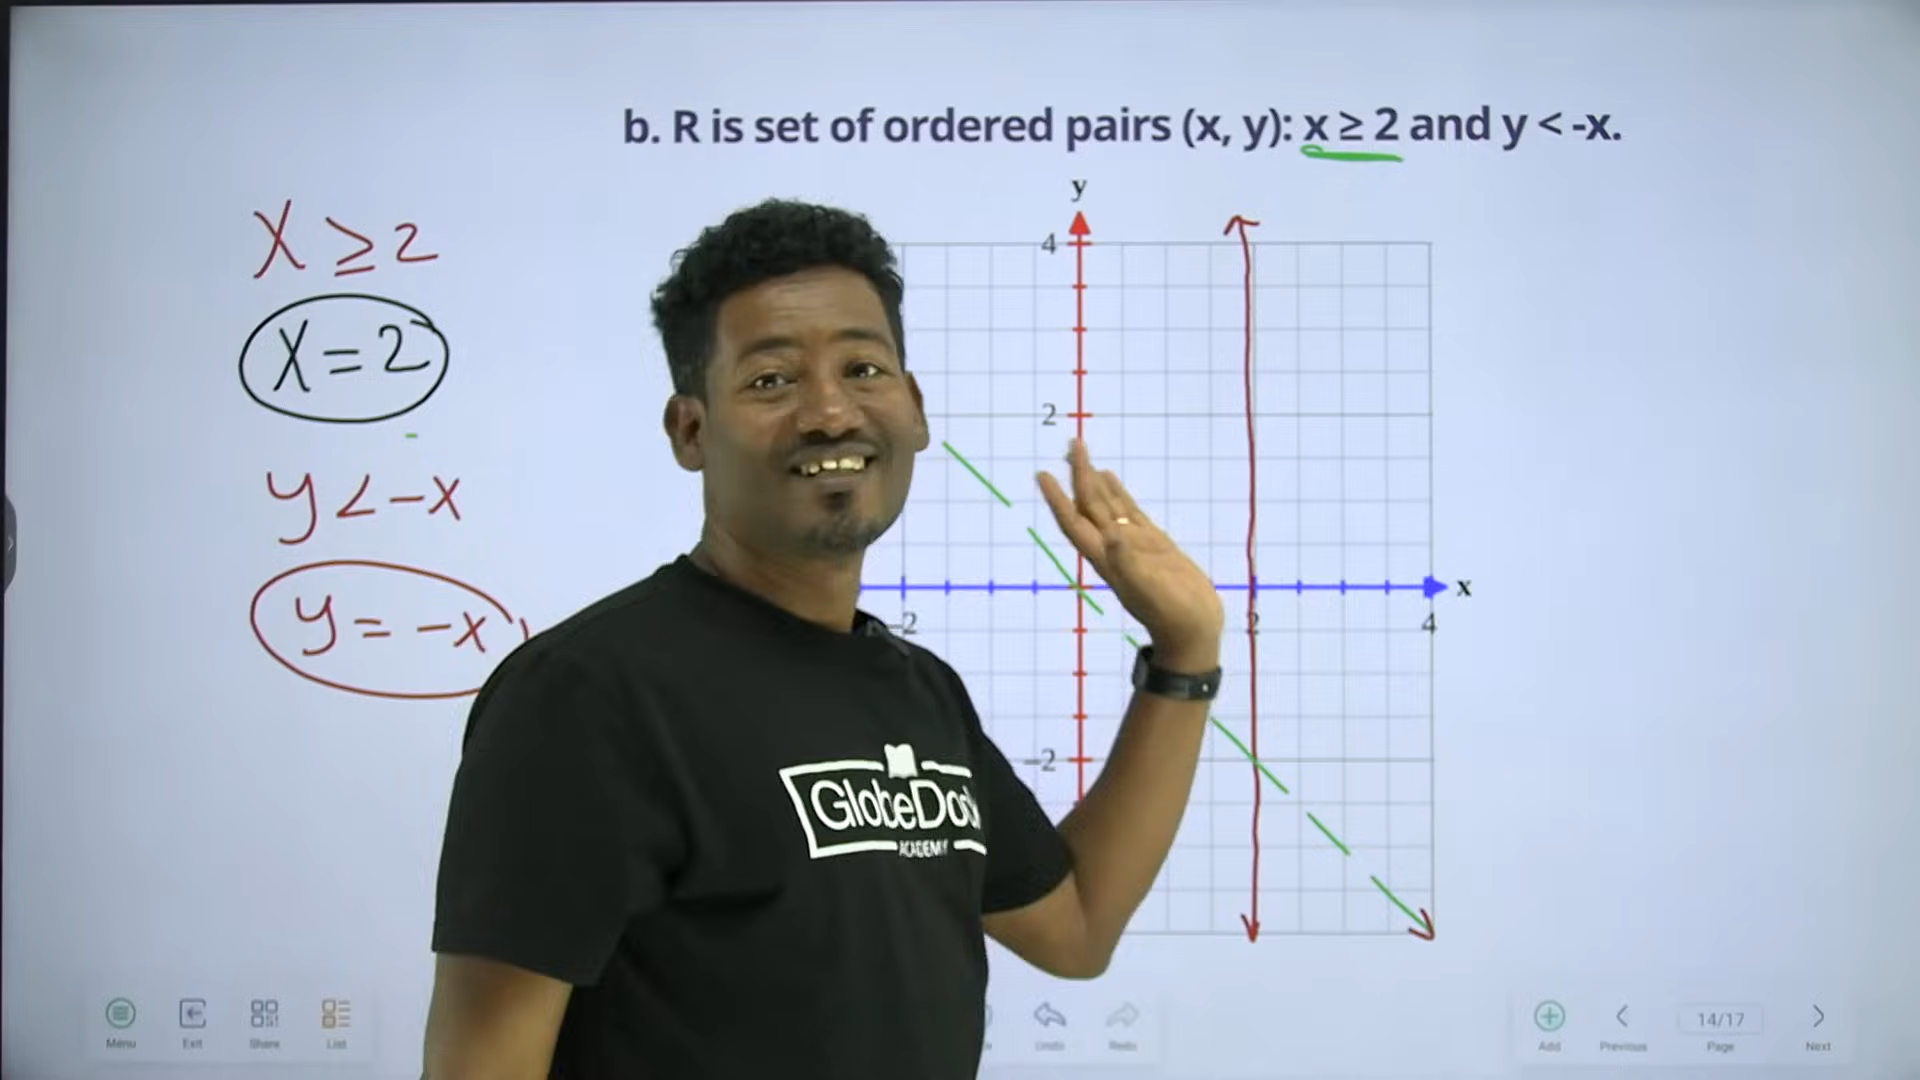 b. R is set of ordered pairs (x, y): x ≥ 2 and y < -x.
X ≥ 2
X = 2
y < -x
y = -x
y
4
2
x
-2
2
4
-2
GlobeDock
ACADEMY
Menu
Exit
Share
List
Undo
Redo
Add
Previous
14/17
Page
Next